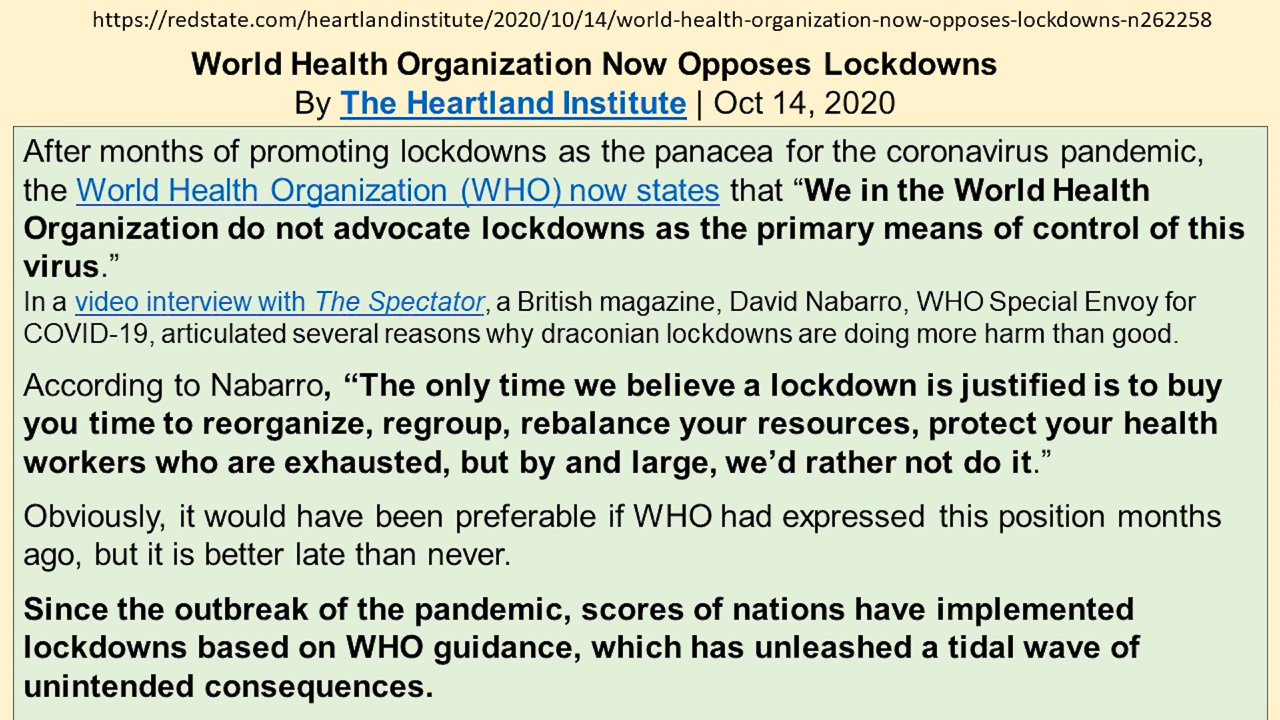 https://redstate.com/heartlandinstitute/2020/10/14/world-health-organization-now-opposes-lockdowns-n262258
World Health Organization Now Opposes Lockdowns
By The Heartland Institute | Oct 14, 2020
After months of promoting lockdowns as the panacea for the coronavirus pandemic,
the World Health Organization (WHO) now states that “We in the World Health
Organization do not advocate lockdowns as the primary means of control of this
virus.”
In a video interview with The Spectator, a British magazine, David Nabarro, WHO Special Envoy for
COVID-19, articulated several reasons why draconian lockdowns are doing more harm than good.
According to Nabarro, “The only time we believe a lockdown is justified is to buy
you time to reorganize, regroup, rebalance your resources, protect your health
workers who are exhausted, but by and large, we’d rather not do it.”
Obviously, it would have been preferable if WHO had expressed this position months
ago, but it is better late than never.
Since the outbreak of the pandemic, scores of nations have implemented
lockdowns based on WHO guidance, which has unleashed a tidal wave of
unintended consequences.